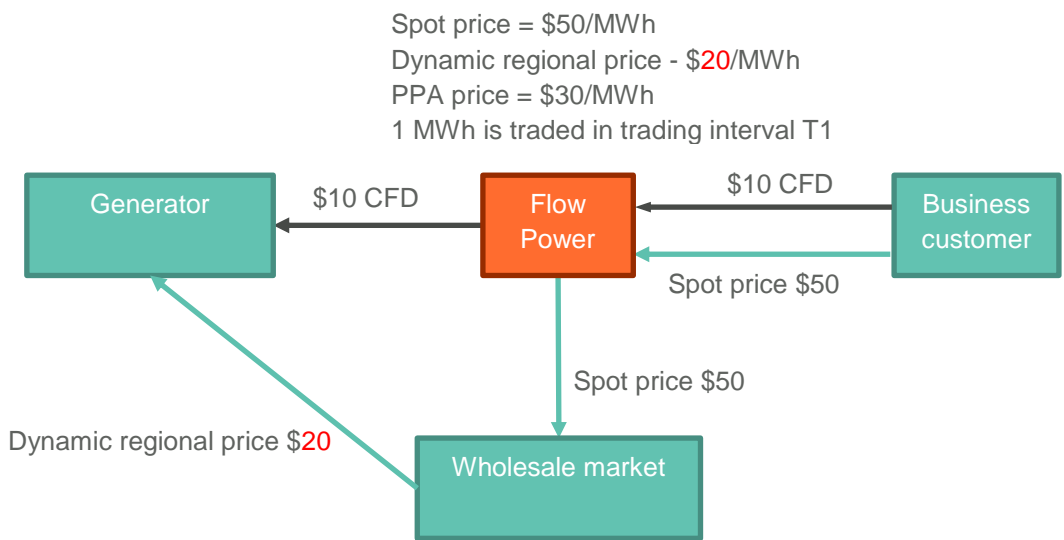 Spot price = $50/MWh
Dynamic regional price - $20/MWh
PPA price = $30/MWh
1 MWh is traded in trading interval T1
Generator
$10 CFD
Flow
Power
$10 CFD
Business
customer
Spot price $50
Spot price $50
Dynamic regional price $20
Wholesale market